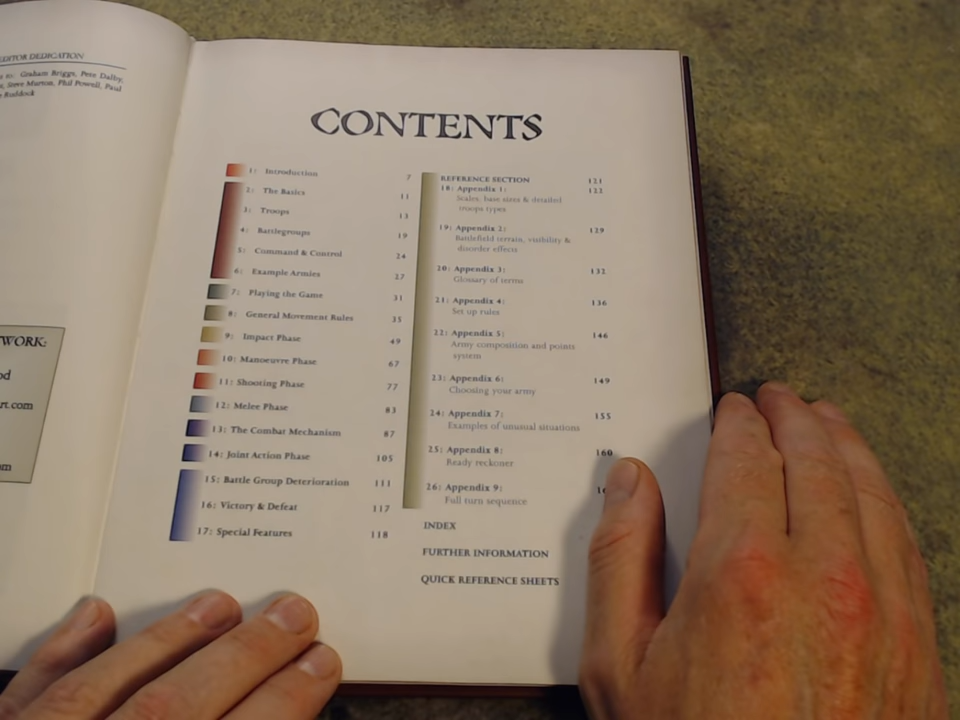 EDITOR DEDICATION
to: Graham Briggs, Pete Dalby,
Steve Murton, Phil Powell, Paul
Ruddock
TWORK:
od
rt.com
om
CONTENTS
1: Introduction 7
2: The Basics 11
3: Troops 13
4: Battlegroups 19
5: Command & Control 24
6: Example Armies 27
7: Playing the Game 31
8: General Movement Rules 35
9: Impact Phase 49
10: Manoeuvre Phase 67
11: Shooting Phase 77
12: Melee Phase 83
13: The Combat Mechanism 87
14: Joint Action Phase 105
15: Battle Group Deterioration 111
16: Victory & Defeat 117
17: Special Features 118
REFERENCE SECTION 121
18: Appendix 1: 122
Scales, base sizes & detailed
troops types
19: Appendix 2: 129
Battlefield terrain, visibility &
disorder effects
20: Appendix 3: 132
Glossary of terms
21: Appendix 4: 136
Set up rules
22: Appendix 5: 146
Army composition and points
system
23: Appendix 6: 149
Choosing your army
24: Appendix 7: 155
Examples of unusual situations
25: Appendix 8: 160
Ready reckoner
26: Appendix 9:
Full turn sequence
INDEX
FURTHER INFORMATION
QUICK REFERENCE SHEETS